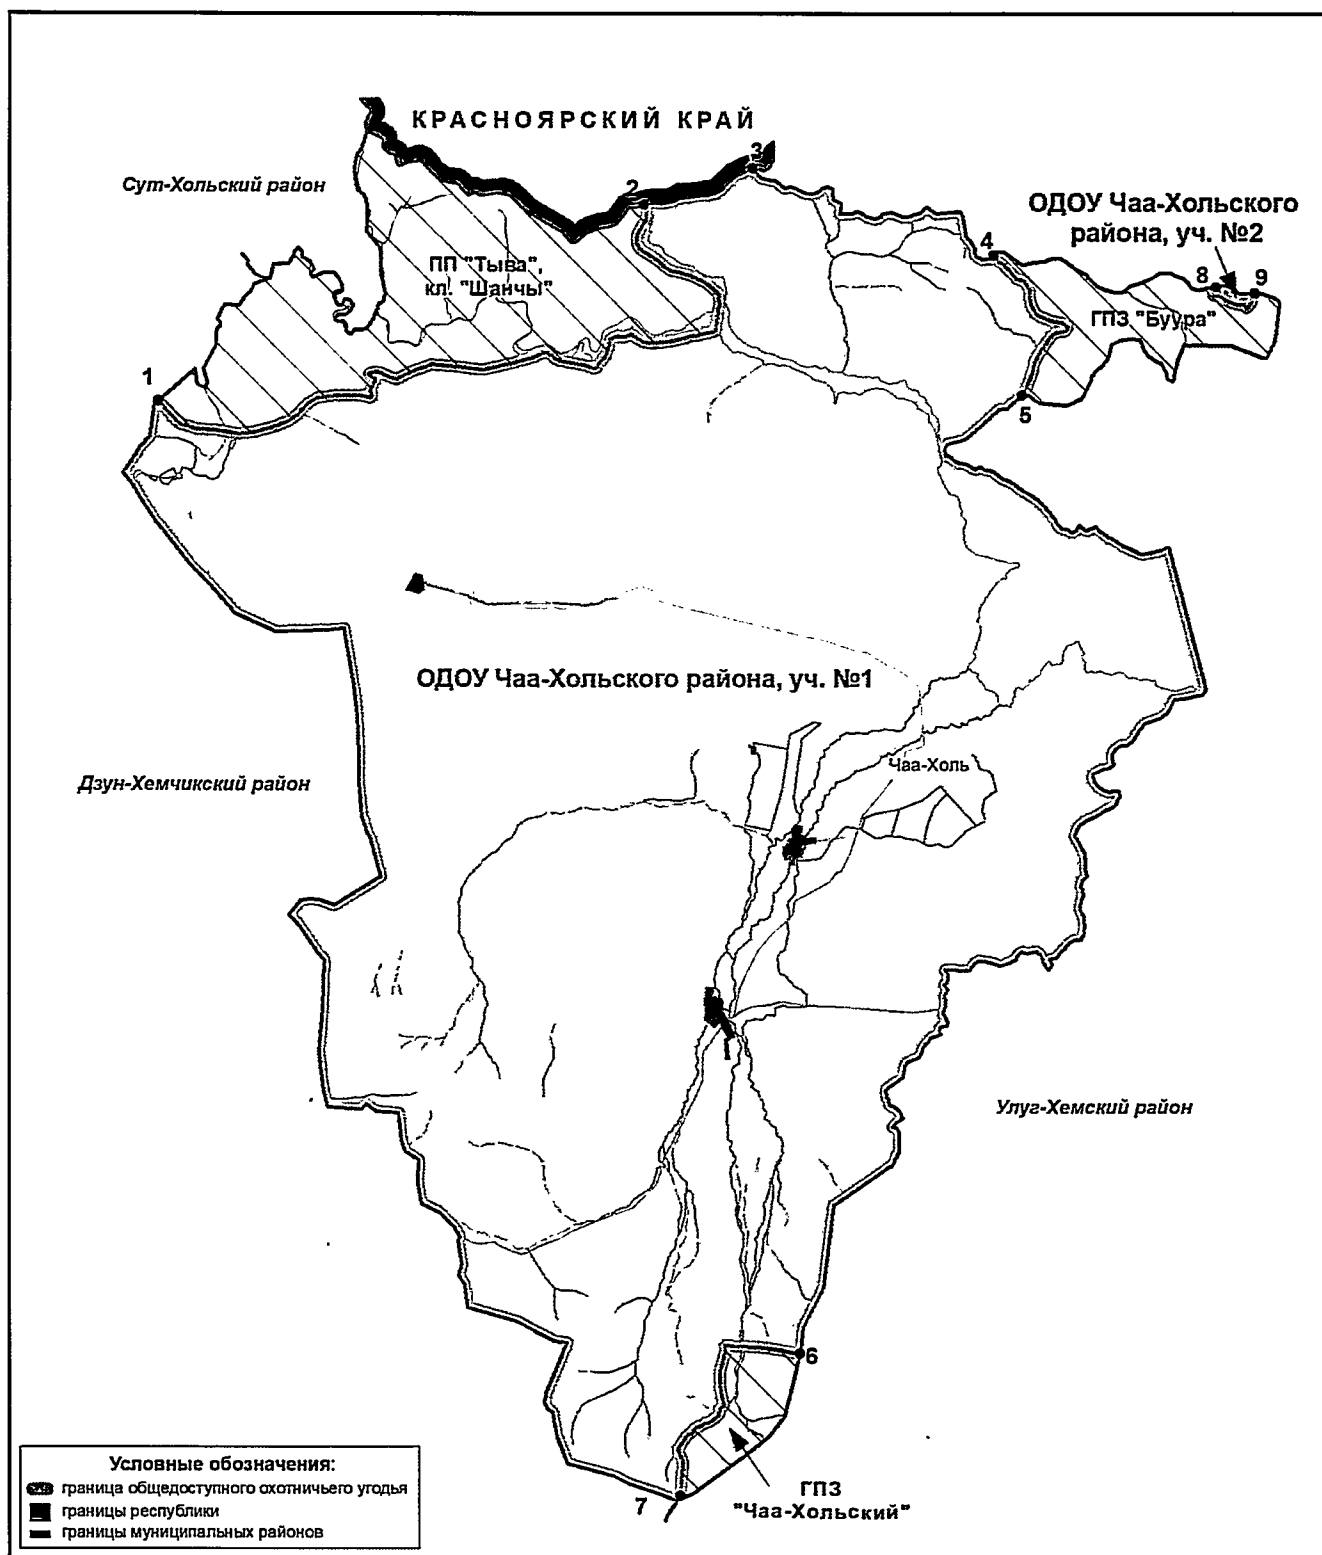 КРАСНОЯРСКИЙ КРАЙ
3
Сут-Хольский район
2
ОДОУ Чаа-Хольского
района, уч. №2
4
ПП "Тыва",
кл. "Шанчы"
8
9
ГПЗ "Буура"
1
5
ОДОУ Чаа-Хольского района, уч. №1
Чаа-Холь
Дзун-Хемчикский район
Улуг-Хемский район
6
7
ГПЗ
"Чаа-Хольский"
Условные обозначения:
граница общедоступного охотничьего угодья
границы республики
границы муниципальных районов